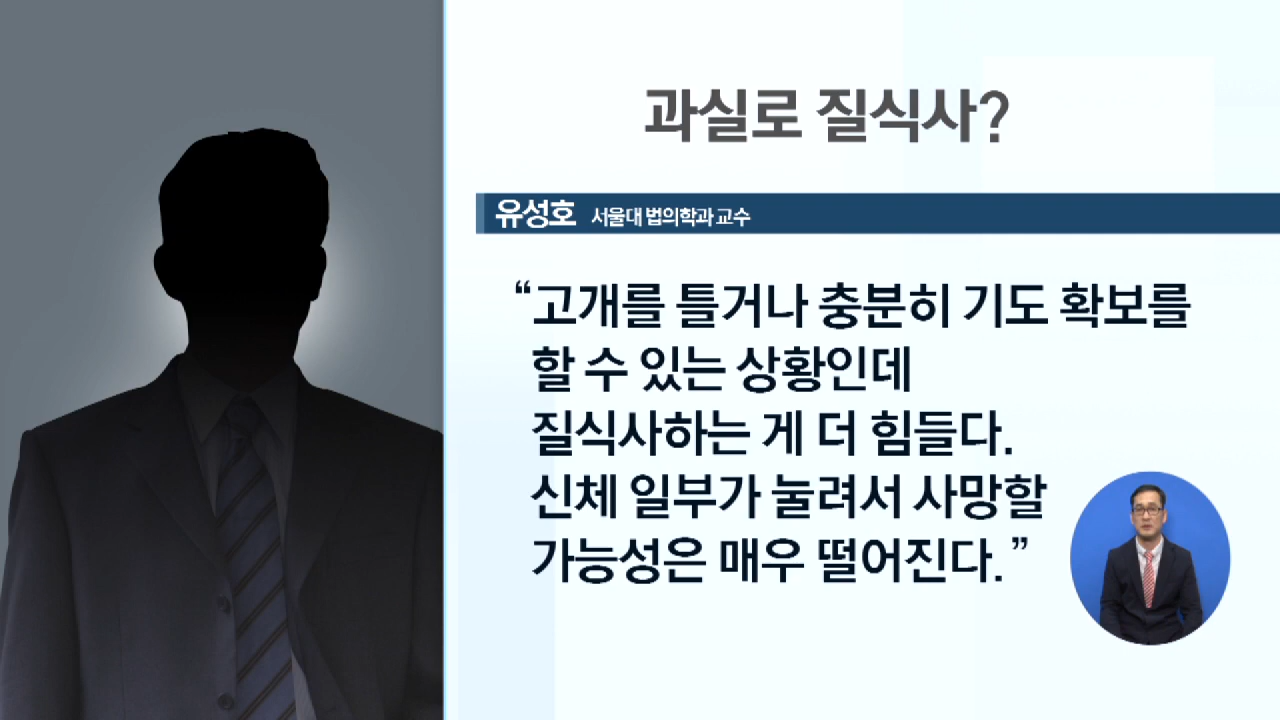 과실로 질식사?
유성호 서울대 법의학과 교수
“고개를 틀거나 충분히 기도 확보를
할 수 있는 상황인데
질식사하는 게 더 힘들다.
신체 일부가 눌려서 사망할
가능성은 매우 떨어진다.”